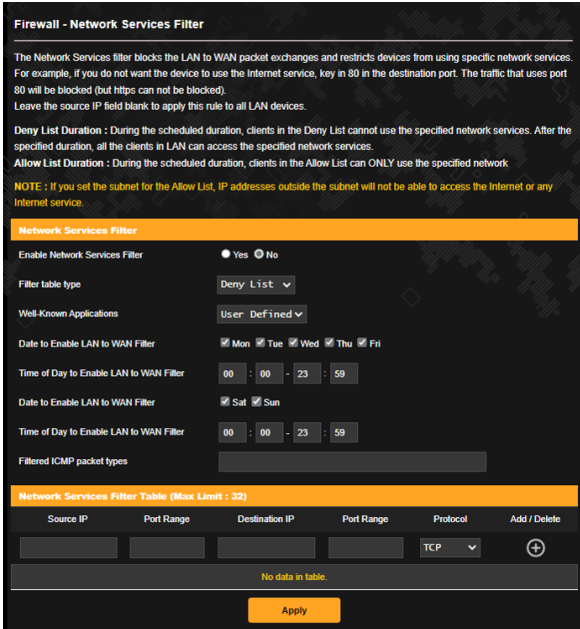 Firewall - Network Services Filter
The Network Services filter blocks the LAN to WAN packet exchanges and restricts devices from using specific network services.
For example, if you do not want the device to use the Internet service, key in 80 in the destination port. The traffic that uses port
80 will be blocked (but https can not be blocked).
Leave the source IP field blank to apply this rule to all LAN devices.
Deny List Duration : During the scheduled duration, clients in the Deny List cannot use the specified network services. After the
specified duration, all the clients in LAN can access the specified network services.
Allow List Duration : During the scheduled duration, clients in the Allow List can ONLY use the specified network
NOTE : If you set the subnet for the Allow List, IP addresses outside the subnet will not be able to access the Internet or any
Internet service.
Network Services Filter
Enable Network Services Filter Yes No
Filter table type Deny List
Well-Known Applications User Defined
Date to Enable LAN to WAN Filter Mon Tue Wed Thu Fri
Time of Day to Enable LAN to WAN Filter 00 : 00 - 23 : 59
Date to Enable LAN to WAN Filter Sat Sun
Time of Day to Enable LAN to WAN Filter 00 : 00 - 23 : 59
Filtered ICMP packet types
Network Services Filter Table (Max Limit : 32)
Source IP Port Range Destination IP Port Range Protocol Add / Delete
TCP
No data in table.
Apply